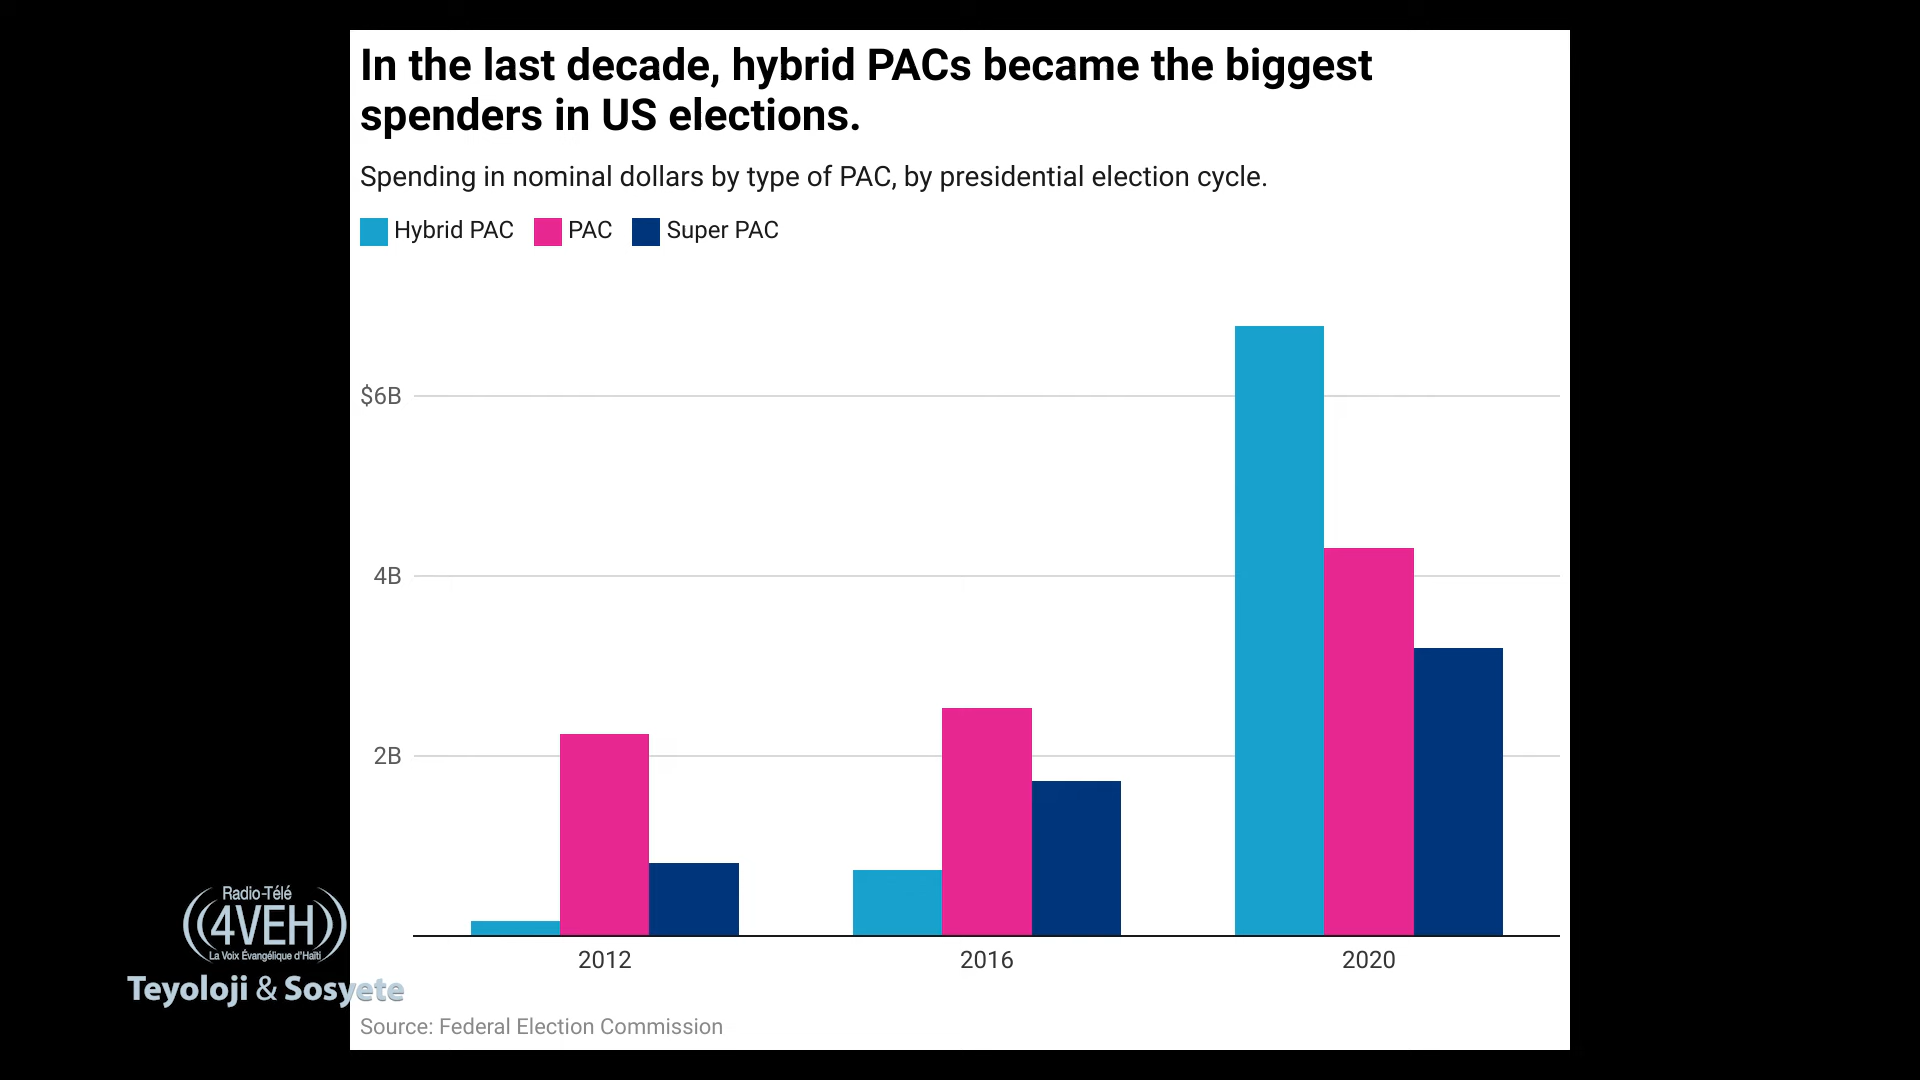 In the last decade, hybrid PACs became the biggest
spenders in US elections.
Spending in nominal dollars by type of PAC, by presidential election cycle.
Hybrid PAC PAC Super PAC
$6B
4B
2B
2012 2016 2020
Source: Federal Election Commission
Radio-Télé
4VEH
La Voix Évangélique d'Haïti
Teyoloji & Sosyete